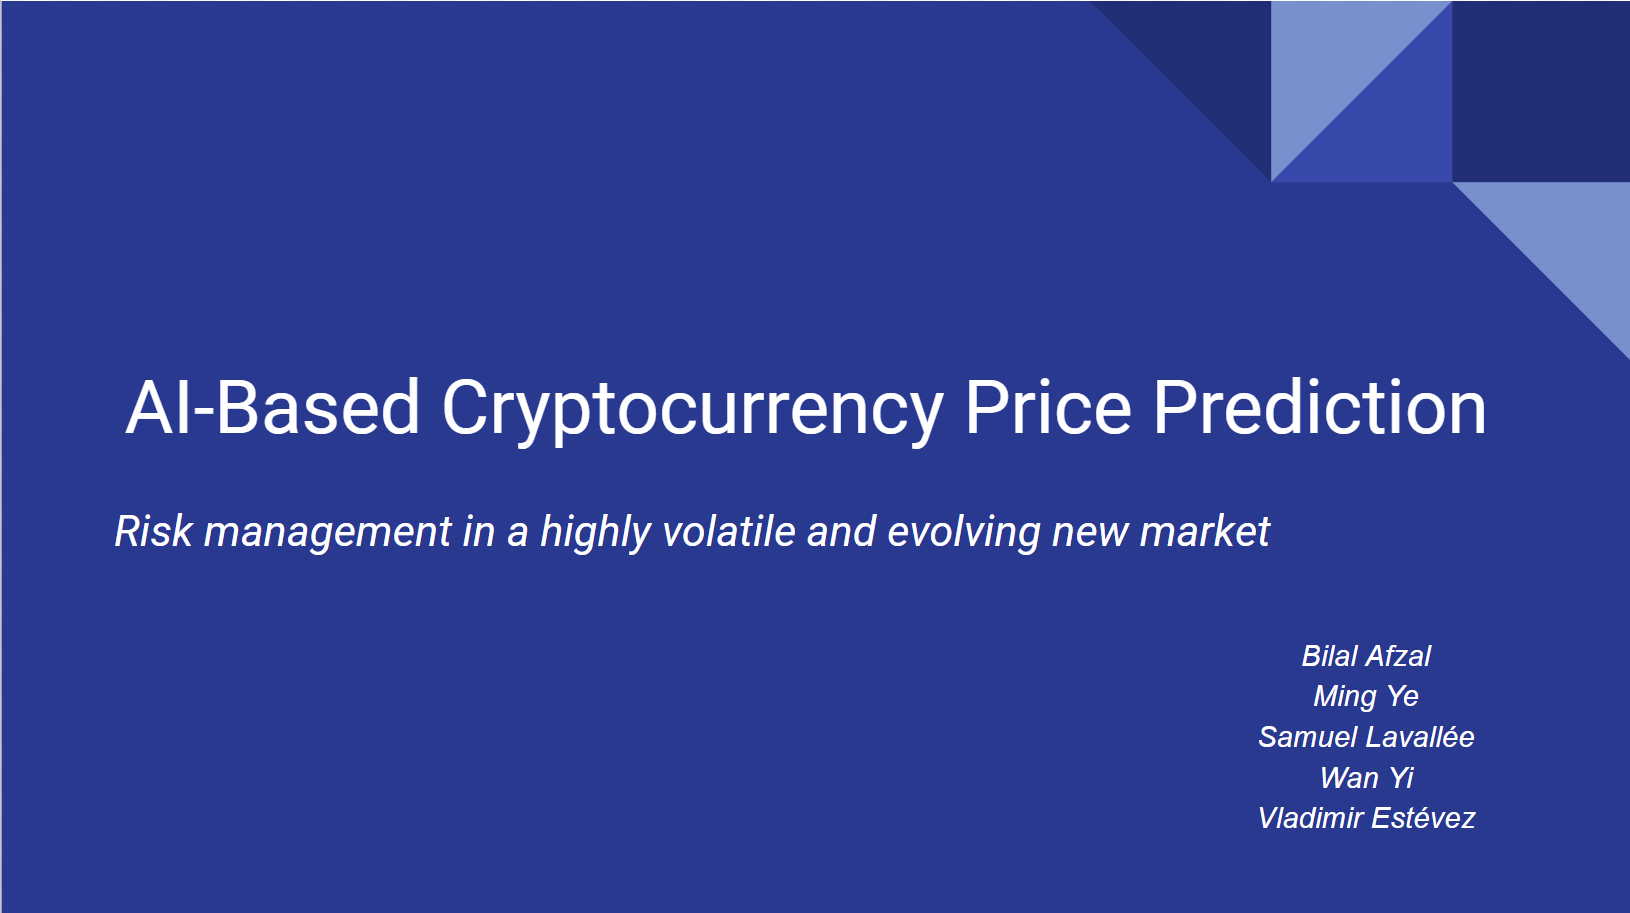 AI-Based Cryptocurrency Price Prediction
Risk management in a highly volatile and evolving new market
Bilal Afzal
Ming Ye
Samuel Lavallée
Wan Yi
Vladimir Estévez